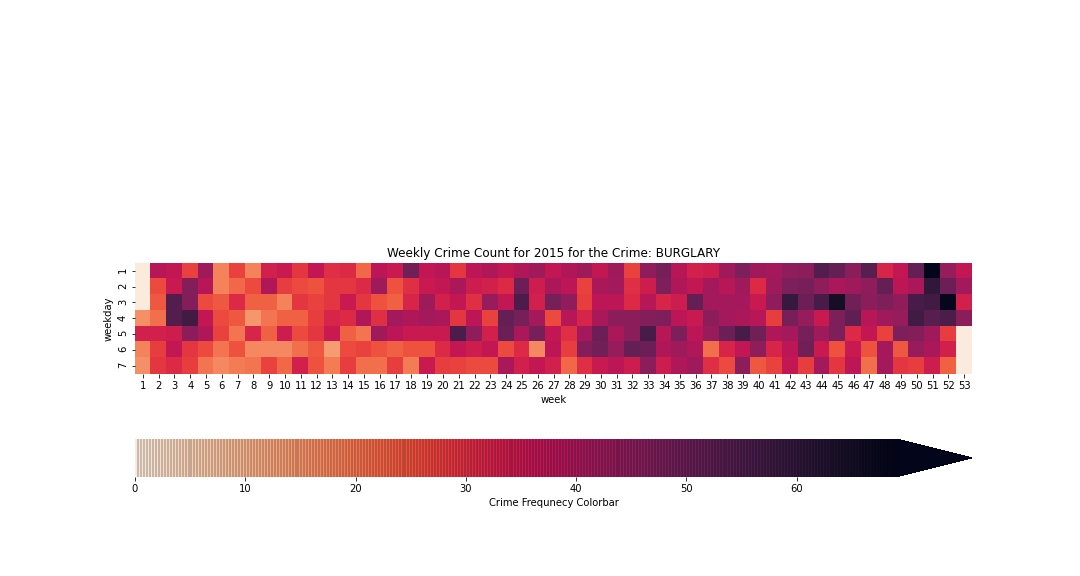 Weekly Crime Count for 2015 for the Crime: BURGLARY
weekday
1
2
3
4
5
6
7
1 2 3 4 5 6 7 8 9 10 11 12 13 14 15 16 17 18 19 20 21 22 23 24 25 26 27 28 29 30 31 32 33 34 35 36 37 38 39 40 41 42 43 44 45 46 47 48 49 50 51 52 53
week
0 10 20 30 40 50 60
Crime Frequnecy Colorbar